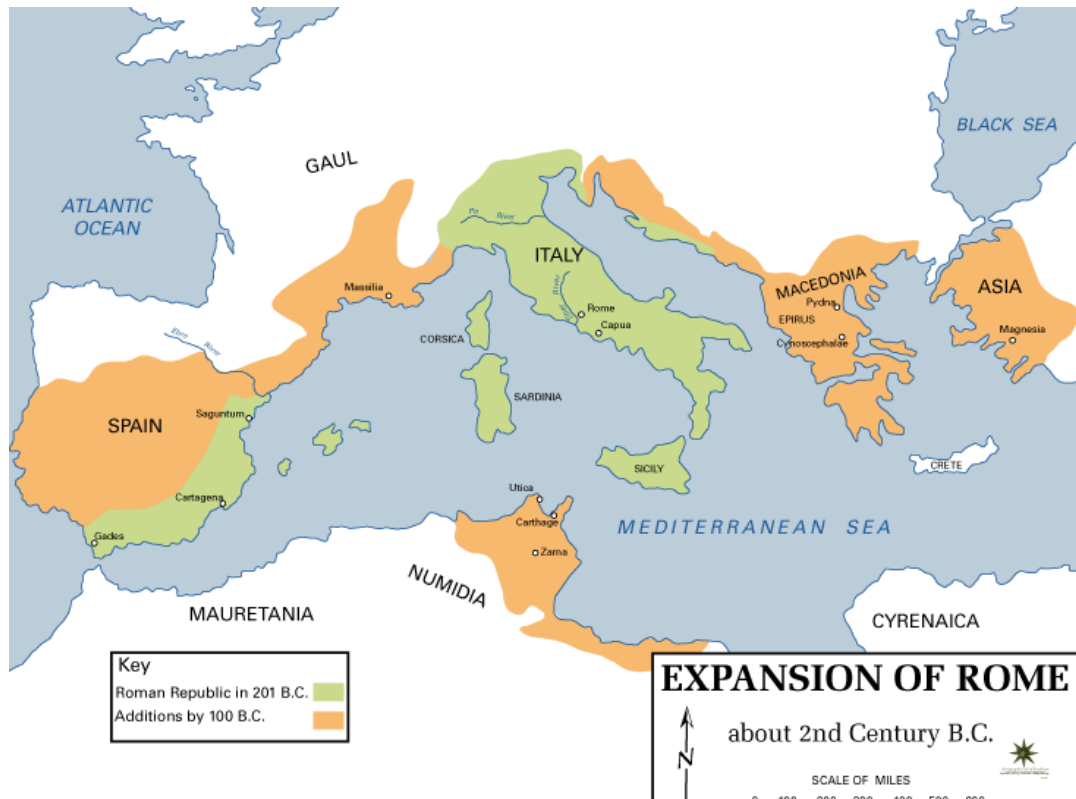 BLACK SEA
GAUL
ATLANTIC
OCEAN
Po
River
ITALY
MACEDONIA
ASIA
Massilia
River
Rome
Pydna
EPIRUS
Capua
Magnesia
Ebro
River
CORSICA
Cynoscephalae
SARDINIA
SPAIN
Saguntum
SICILY
CRETE
Utica
Cartagena
Carthage
MEDITERRANEAN SEA
Gades
Zama
NUMIDIA
MAURETANIA
CYRENAICA
Key
Roman Republic in 201 B.C.
Additions by 100 B.C.
EXPANSION OF ROME
about 2nd Century B.C.
N
SCALE OF MILES